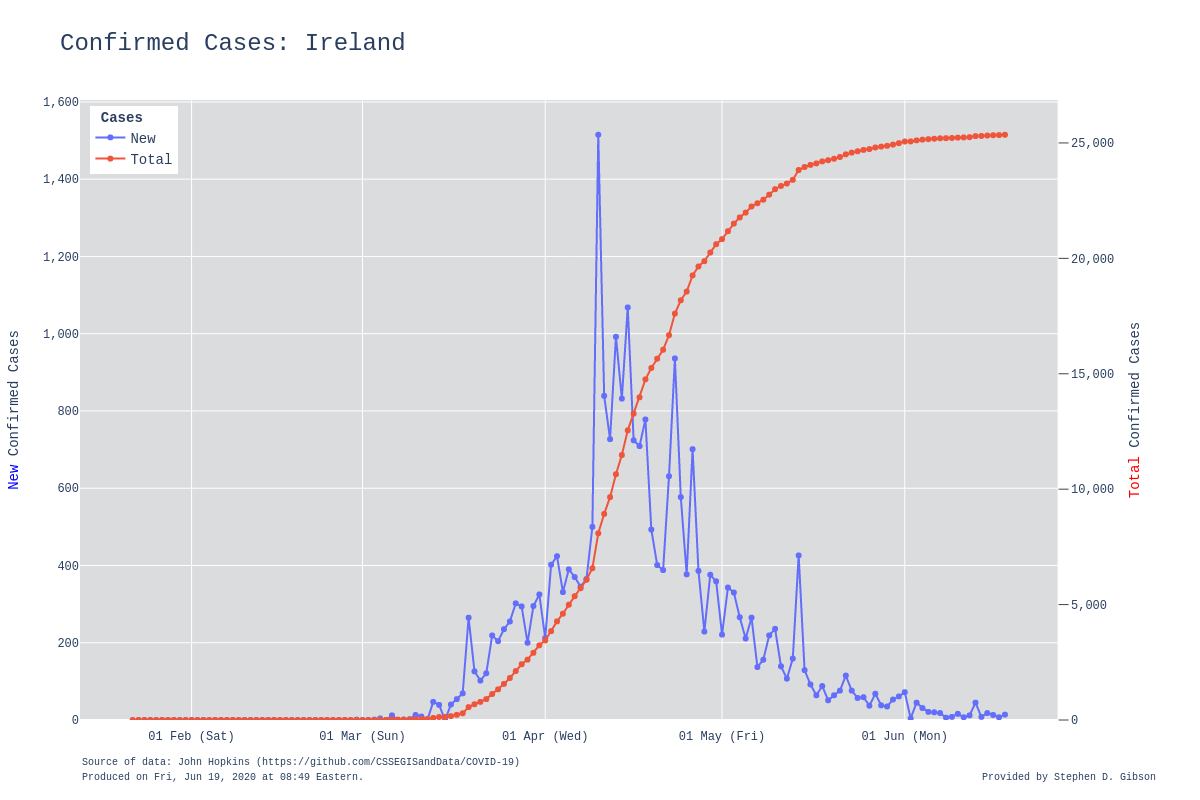 Confirmed Cases: Ireland
Cases
New
Total
1,600
1,400
1,200
1,000
800
600
400
200
0
New Confirmed Cases
25,000
20,000
15,000
10,000
5,000
0
Total Confirmed Cases
01 Feb (Sat)
01 Mar (Sun)
01 Apr (Wed)
01 May (Fri)
01 Jun (Mon)
Source of data: John Hopkins (https://github.com/CSSEGISandData/COVID-19)
Produced on Fri, Jun 19, 2020 at 08:49 Eastern.
Provided by Stephen D. Gibson